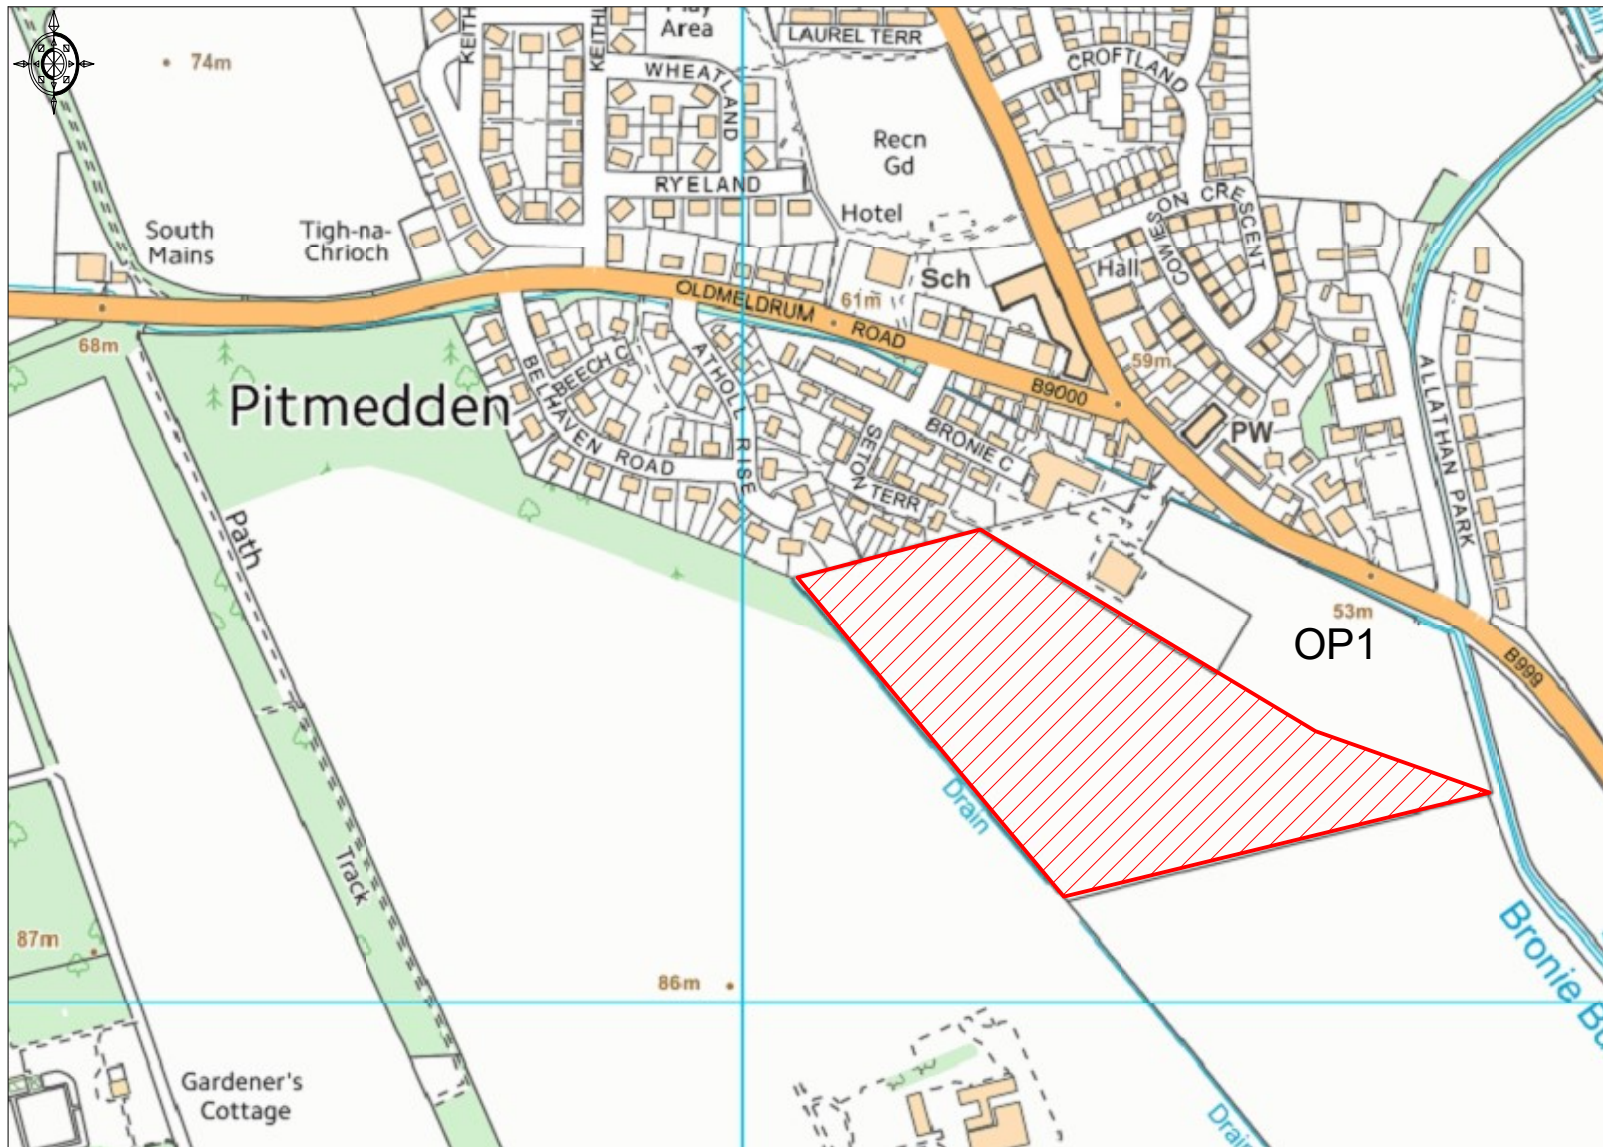 Play
Area
LAUREL TERR
KEITH
KEITHL
WHEATLAND
CROFTLAND
74m
Recn
Gd
RYELAND
Hotel
South
Mains
Tigh-na-
Chrioch
COWIESON CRESCENT
Hall
Sch
61m
OLDMELDRUM ROAD
68m
59m
B9000
BEECH C
BELHAVEN ROAD
ATHOLL RISE
Pitmedden
SETON TERR
BRONIE C
PW
ALLATHAN PARK
Path
53m
OP1
B999
Drain
Track
87m
86m
Bronie Bu
Gardener's
Cottage
Drain